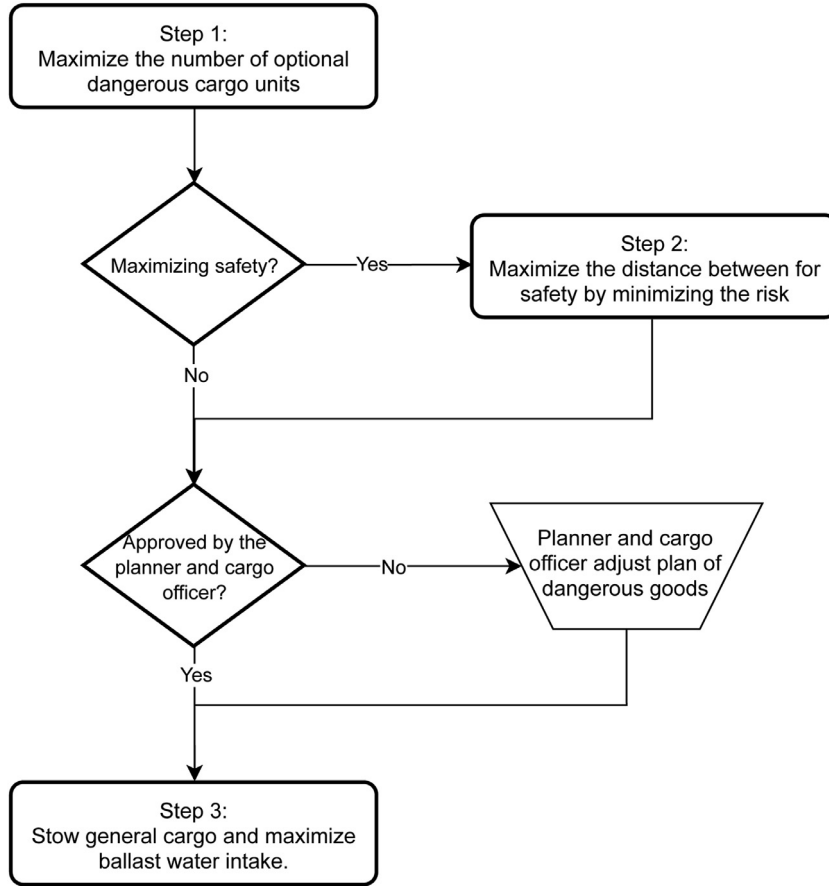 Step 1:
Maximize the number of optional
dangerous cargo units
Maximizing safety?
Yes
Step 2:
Maximize the distance between for
safety by minimizing the risk
No
Approved by the
planner and cargo
officer?
No
Planner and cargo
officer adjust plan of
dangerous goods
Yes
Step 3:
Stow general cargo and maximize
ballast water intake.